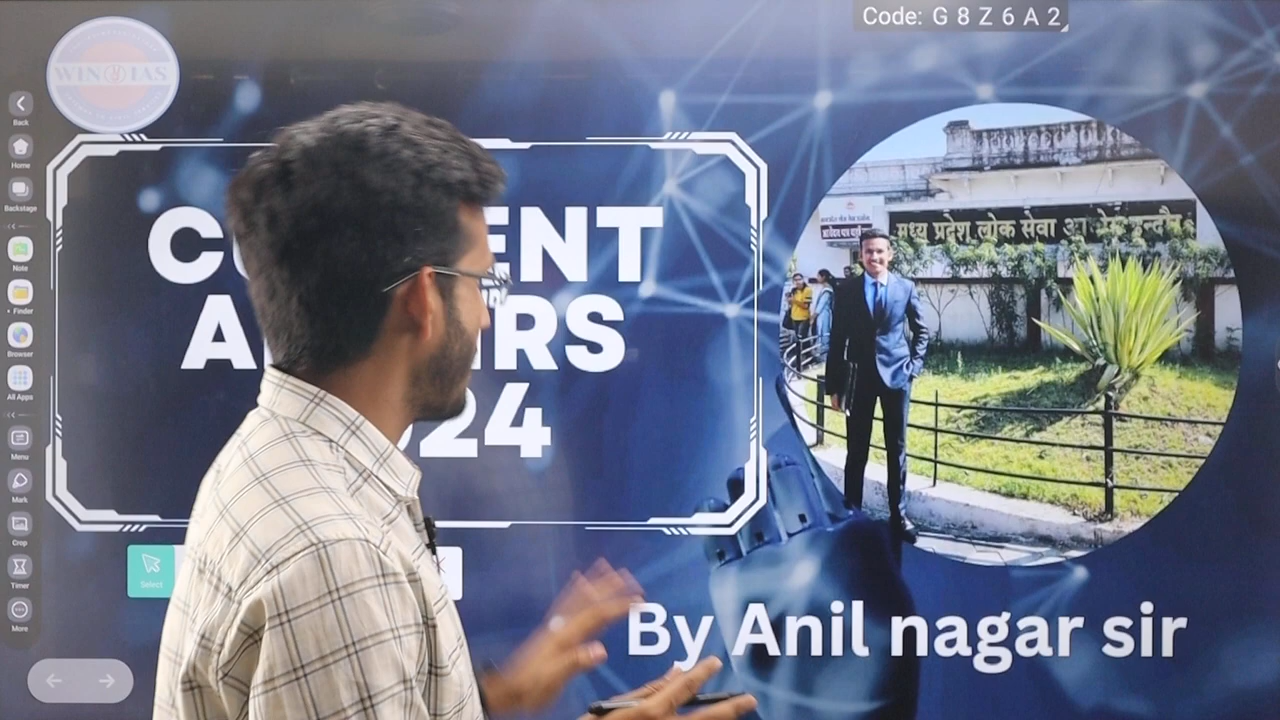 Code: G 8 Z 6 A 2
WIN IAS
Back
Home
Backstage
Note
Finder
Browser
All Apps
Menu
Mark
Crop
Timer
More
C ENT
A IRS
024
Select
मध्य प्रदेश लोक सेवा
By Anil nagar sir